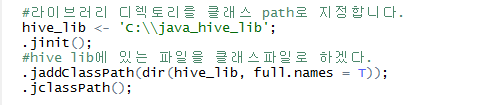 #라이브러리 디렉토리를 클래스 path로 지정합니다.
hive_lib <- 'C:\\java_hive_lib';
.jinit();
#hive lib에 있는 파일을 클래스파일로 하겠다.
.jaddClassPath(dir(hive_lib, full.names = T));
.jclassPath();